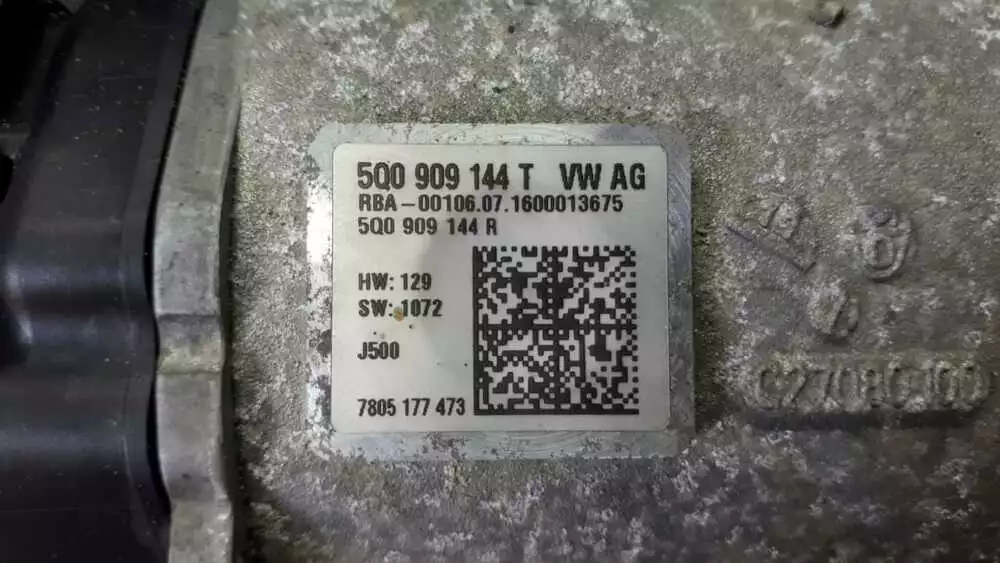 5Q0 909 144 T VW AG
RBA-00106.07.1600013675
5Q0 909 144 R
HW: 129
SW: 1072
J500
7805 177 473